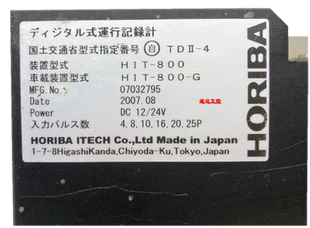 ディジタル式運行記録計
国土交通省型式指定番号 自 TDⅡ-4
装置型式 HIT-800
車載装置型式 HIT-800-G
MFG.No. 07032795
Date 2007.08
Power DC 12/24V
入力パルス数 4,8,10,16,20,25P
HORIBA ITECH Co.,Ltd Made in Japan
1-7-8HigashiKanda,Chiyoda-Ku,Tokyo,Japan
HORIBA